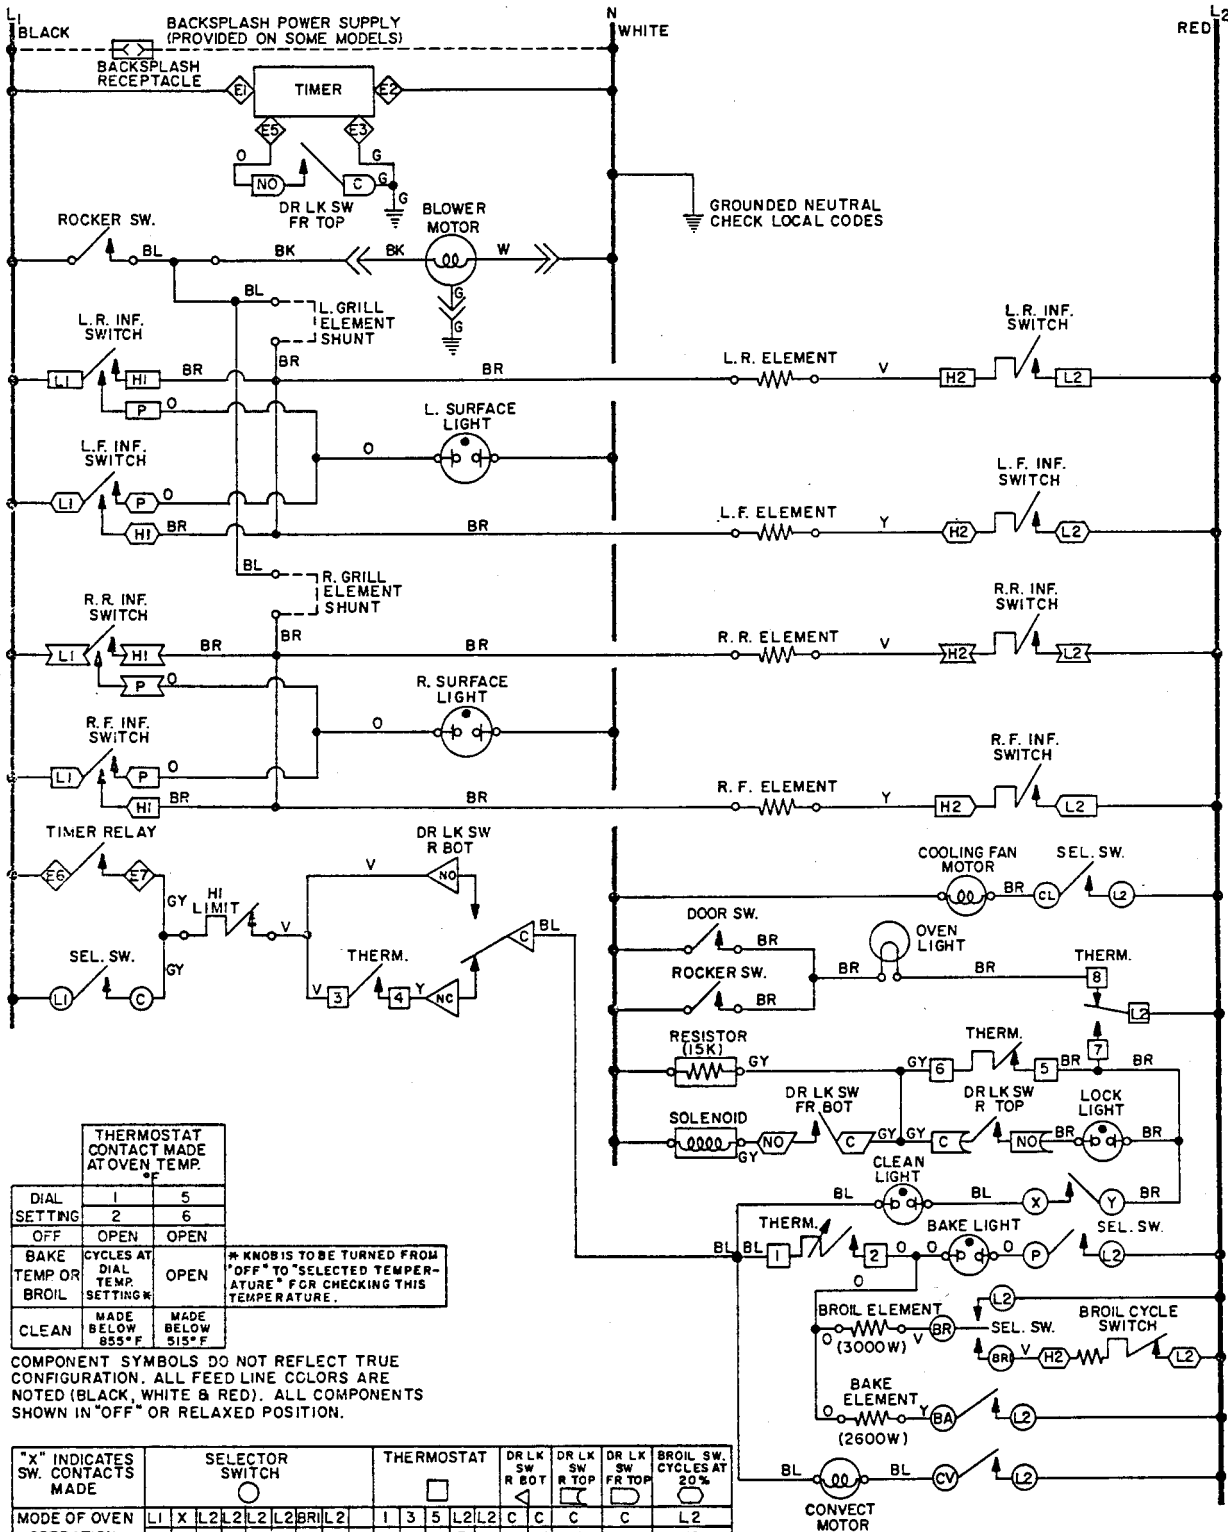 L1
BLACK
BACKSPLASH POWER SUPPLY
(PROVIDED ON SOME MODELS)
N
WHITE
L2
RED
BACKSPLASH
RECEPTACLE
E1
TIMER
E2
E5
E3
O
G
NO
C
G
G
DR LK SW
FR TOP
GROUNDED NEUTRAL
CHECK LOCAL CODES
ROCKER SW.
BL
BK
BK
BLOWER
MOTOR
W
G
G
BL
L. GRILL
ELEMENT
SHUNT
BR
L.R. INF.
SWITCH
L1
HI
BR
BR
L.R. ELEMENT
V
H2
L.R. INF.
SWITCH
L2
P
O
L. SURFACE
LIGHT
O
L.F. INF.
SWITCH
L1
P
O
HI
BR
BR
L.F. ELEMENT
Y
H2
L.F. INF.
SWITCH
L2
BL
R. GRILL
ELEMENT
SHUNT
BR
R.R. INF.
SWITCH
L1
HI
BR
BR
R.R. ELEMENT
V
H2
R.R. INF.
SWITCH
L2
P
O
R. SURFACE
LIGHT
O
R.F. INF.
SWITCH
L1
P
O
HI
BR
BR
R.F. ELEMENT
Y
H2
R.F. INF.
SWITCH
L2
TIMER RELAY
E6
E7
GY
HI
LIMIT
V
V
DR LK SW
R BOT
NO
C
BL
SEL. SW.
L1
C
GY
V
3
THERM.
4
Y
NC
COOLING FAN
MOTOR
BR
CL
SEL. SW.
L2
DOOR SW.
BR
OVEN
LIGHT
ROCKER SW.
BR
BR
BR
THERM.
8
L2
7
RESISTOR
(15K)
GY
GY
6
THERM.
5
BR
BR
SOLENOID
GY
NO
DR LK SW
FR BOT
C
GY
GY
C
DR LK SW
R TOP
NO
BR
LOCK
LIGHT
BR
CLEAN
LIGHT
BL
BL
X
Y
BR
BL
BL
THERM.
1
2
O
O
BAKE LIGHT
O
P
SEL. SW.
L2
O
BROIL ELEMENT
O
(3000W)
V
BR
L2
SEL. SW.
BRI
V
H2
BROIL CYCLE
SWITCH
L2
BAKE
ELEMENT
O
(2600W)
Y
BA
L2
BL
CONVECT
MOTOR
BL
CV
L2
THERMOSTAT
CONTACT MADE
AT OVEN TEMP.
°F
DIAL
SETTING
1
2
5
6
OFF
OPEN
OPEN
BAKE
TEMP OR
BROIL
CYCLES AT
DIAL
TEMP.
SETTING*
OPEN
* KNOB IS TO BE TURNED FROM
"OFF" TO "SELECTED TEMPER-
ATURE" FOR CHECKING THIS
TEMPERATURE.
CLEAN
MADE
BELOW
855°F
MADE
BELOW
515°F
COMPONENT SYMBOLS DO NOT REFLECT TRUE
CONFIGURATION. ALL FEED LINE COLORS ARE
NOTED (BLACK, WHITE & RED). ALL COMPONENTS
SHOWN IN "OFF" OR RELAXED POSITION.
"X" INDICATES
SW. CONTACTS
MADE
SELECTOR
SWITCH
THERMOSTAT
DR LK
SW
R BOT
DR LK
SW
R TOP
DR LK
SW
FR TOP
BROIL SW.
CYCLES AT
20%
MODE OF OVEN
L1 X L2 L2 L2 L2 BRI L2
1 3 5 L2 L2 C C C C L2